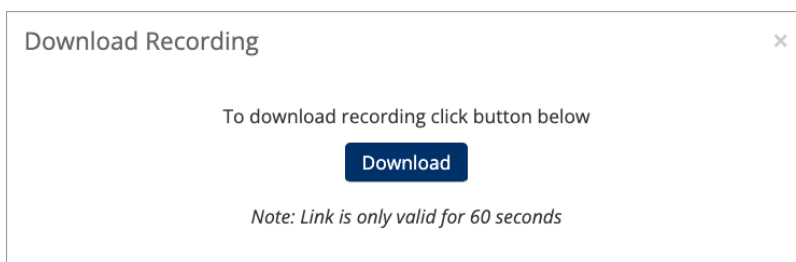 Download Recording ×
To download recording click button below
Download
Note: Link is only valid for 60 seconds